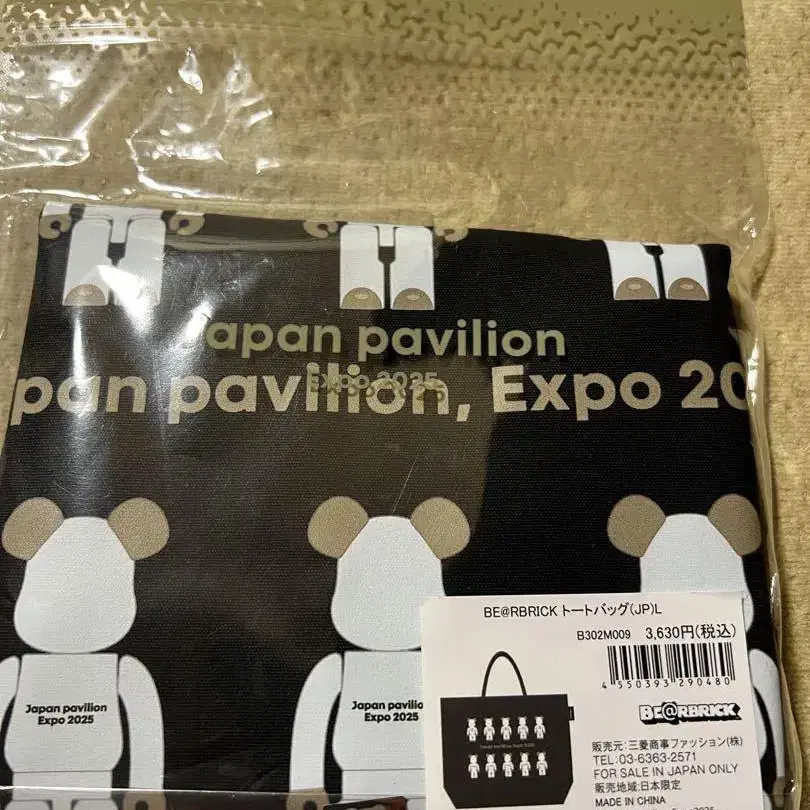 Japan pavilion
Expo 2025
pan pavilion, Expo 20
Japan pavilion
Expo 2025
Japan pavilio
Expo 2025
BE@RBRICK トートバッグ(JP)L
B302M009 3,630円(税込)
4 550393 290480
BE@RBRICK
販売元:三菱商事ファッション(株)
TEL:03-6363-2571
FOR SALE IN JAPAN ONLY
販売地域:日本限定
MADE IN CHINA